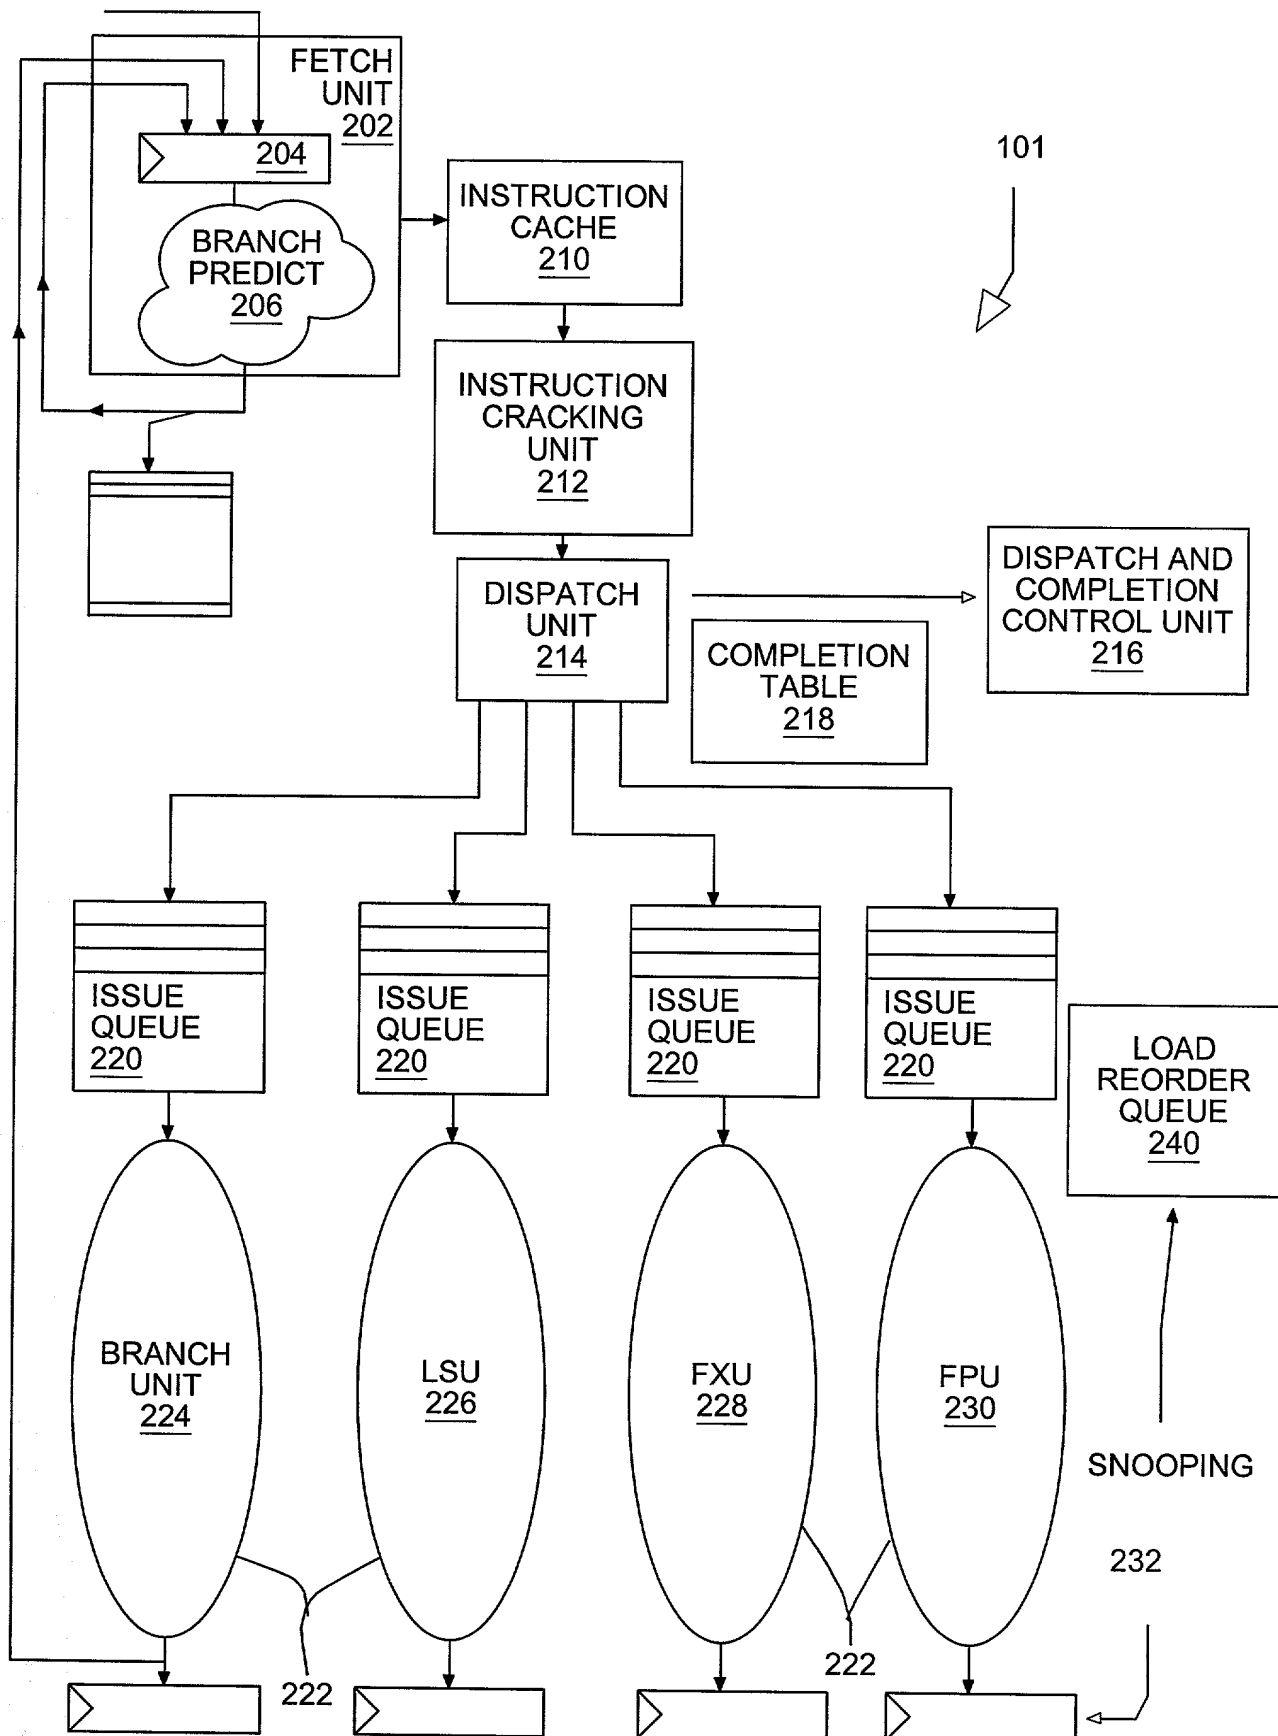 FETCH
UNIT
202
204
BRANCH
PREDICT
206
101
INSTRUCTION
CACHE
210
INSTRUCTION
CRACKING
UNIT
212
DISPATCH
UNIT
214
DISPATCH AND
COMPLETION
CONTROL UNIT
216
COMPLETION
TABLE
218
ISSUE
QUEUE
220
ISSUE
QUEUE
220
ISSUE
QUEUE
220
ISSUE
QUEUE
220
LOAD
REORDER
QUEUE
240
BRANCH
UNIT
224
LSU
226
FXU
228
FPU
230
SNOOPING
232
222
222